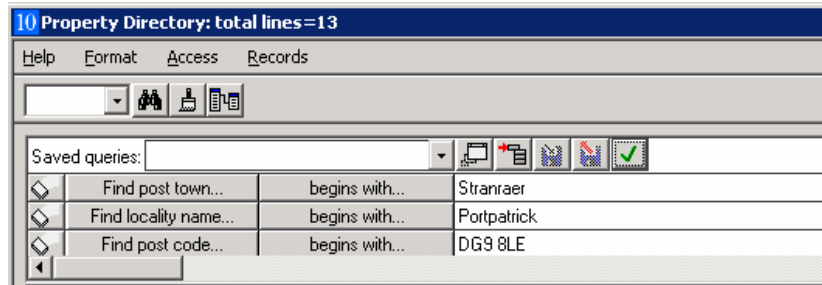 10 Property Directory: total lines=13
Help Format Access Records
Saved queries:
Find post town... begins with... Stranraer
Find locality name... begins with... Portpatrick
Find post code... begins with... DG9 8LE